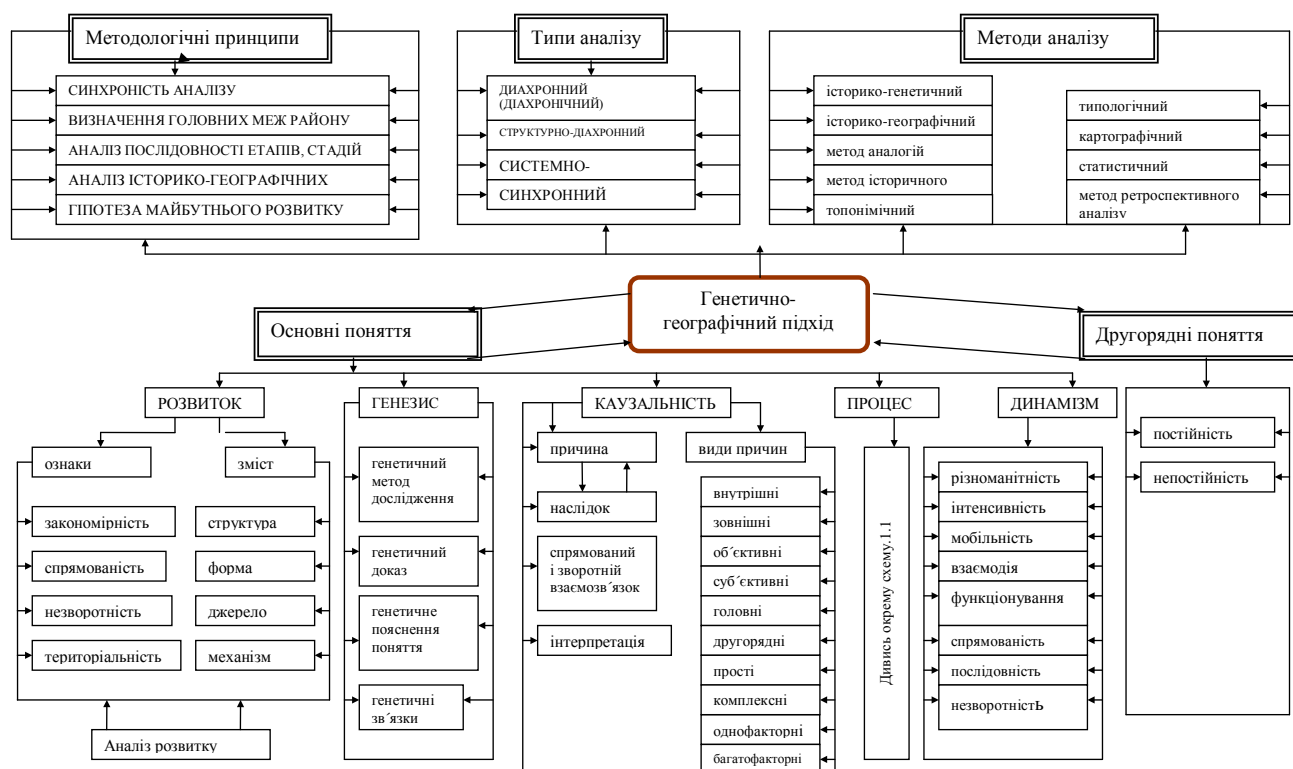 Методологічні принципи
СИНХРОНІСТЬ АНАЛІЗУ
ВИЗНАЧЕННЯ ГОЛОВНИХ МЕЖ РАЙОНУ
АНАЛІЗ ПОСЛІДОВНОСТІ ЕТАПІВ, СТАДІЙ
АНАЛІЗ ІСТОРИКО-ГЕОГРАФІЧНИХ
ГІПОТЕЗА МАЙБУТНЬОГО РОЗВИТКУ
Типи аналізу
ДИАХРОННИЙ
(ДІАХРОНІЧНИЙ)
СТРУКТУРНО-ДІАХРОННИЙ
СИСТЕМНО-
СИНХРОННИЙ
Методи аналізу
історико-генетичний
історико-географічний
метод аналогій
метод історичного
топонімічний
типологічний
картографічний
статистичний
метод ретроспективного
аналізу
Генетично-
географічний підхід
Основні поняття
Другорядні поняття
РОЗВИТОК
ознаки
закономірність
спрямованість
незворотність
територіальність
зміст
структура
форма
джерело
механізм
Аналіз розвитку
ГЕНЕЗИС
генетичний
метод
дослідження
генетичний
доказ
генетичне
пояснення
поняття
генетичні
зв´язки
КАУЗАЛЬНІСТЬ
причина
наслідок
спрямований
і зворотній
взаємозв´язок
інтерпретація
види причин
внутрішні
зовнішні
об´єктивні
суб´єктивні
головні
другорядні
прості
комплексні
однофакторні
багатофакторні
ПРОЦЕС
Дивись окрему схему.1.1
ДИНАМІЗМ
різноманітність
інтенсивність
мобільність
взаємодія
функціонування
спрямованість
послідовність
незворотність
постійність
непостійність